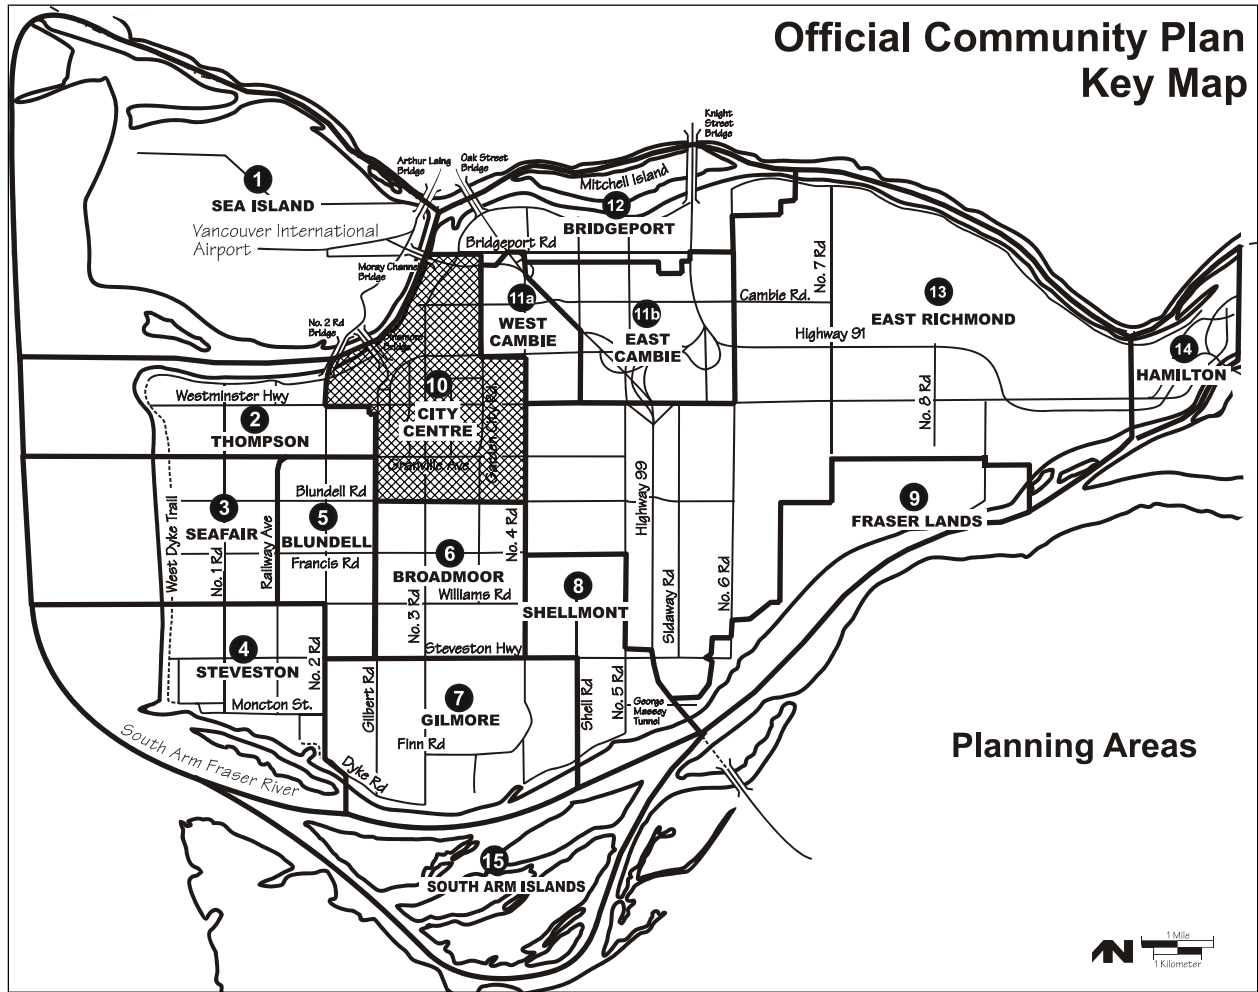 Official Community Plan
Key Map
Knight
Street
Bridge
Arthur Laing
Bridge
Oak Street
Bridge
Mitchell Island
1
SEA ISLAND
12
BRIDGEPORT
Vancouver International
Airport
Bridgeport Rd
Moray Channel
Bridge
No. 7 Rd
11a
WEST
CAMBIE
11b
EAST
CAMBIE
Cambie Rd.
13
EAST RICHMOND
No. 2 Rd
Bridge
Dinsmore
Bridge
Highway 91
14
HAMILTON
10
CITY
CENTRE
Garden City Rd.
Westminster Hwy
2
THOMPSON
No. 8 Rd
Granville Ave
Blundell Rd
3
SEAFAIR
5
BLUNDELL
Francis Rd
West Dyke Trail
No. 1 Rd
Railway Ave
No. 4 Rd
6
BROADMOOR
Williams Rd
Highway 99
9
FRASER LANDS
8
SHELLMONT
No. 3 Rd
Sidaway Rd
No. 6 Rd
4
STEVESTON
No. 2 Rd
Steveston Hwy
Moncton St.
Gilbert Rd
7
GILMORE
Finn Rd
Shell Rd
No. 5 Rd
George
Massey
Tunnel
Dyke Rd
South Arm Fraser River
Planning Areas
15
SOUTH ARM ISLANDS
N
1 Mile
1 Kilometer